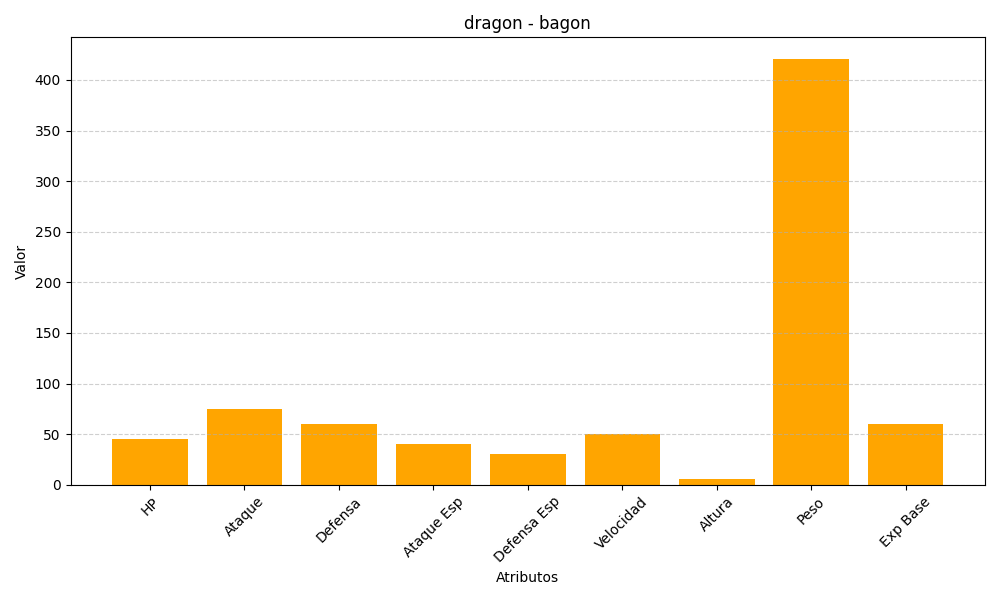 dragon - bagon
400
350
300
250
200
150
100
50
0
Valor
HP
Ataque
Defensa
Ataque Esp
Defensa Esp
Velocidad
Altura
Peso
Exp Base
Atributos